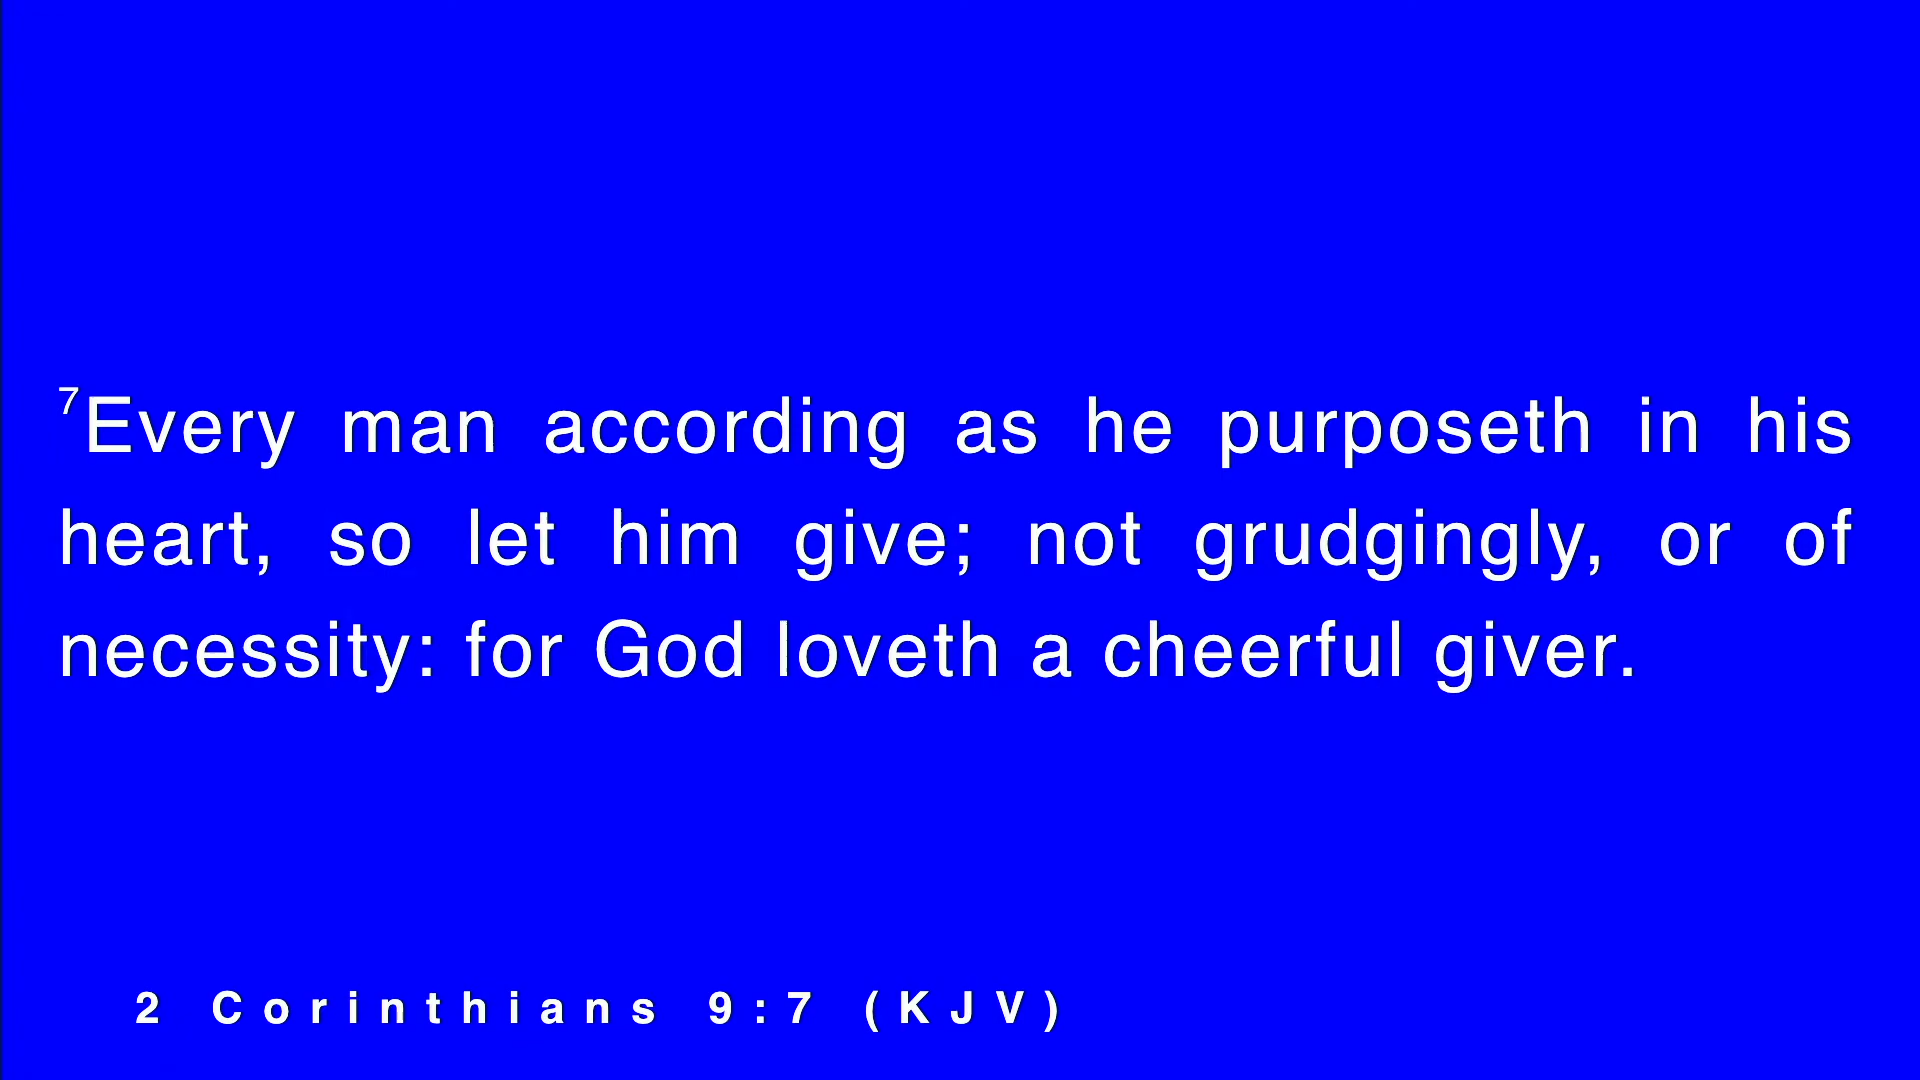 7Every man according as he purposeth in his
heart, so let him give; not grudgingly, or of
necessity: for God loveth a cheerful giver.
2 Corinthians 9:7 (KJV)